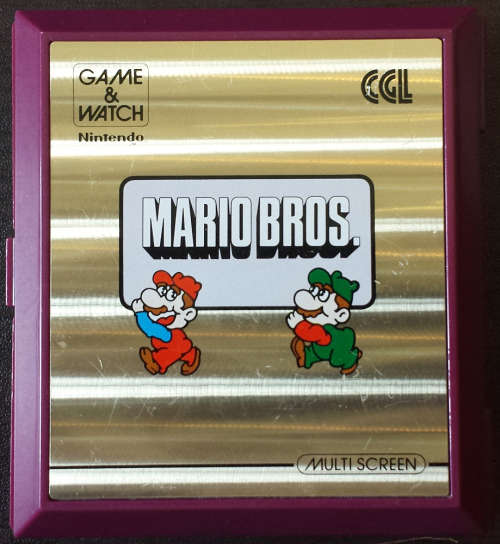 GAME
&
WATCH
Nintendo
CGL
MARIO BROS.
MULTI SCREEN